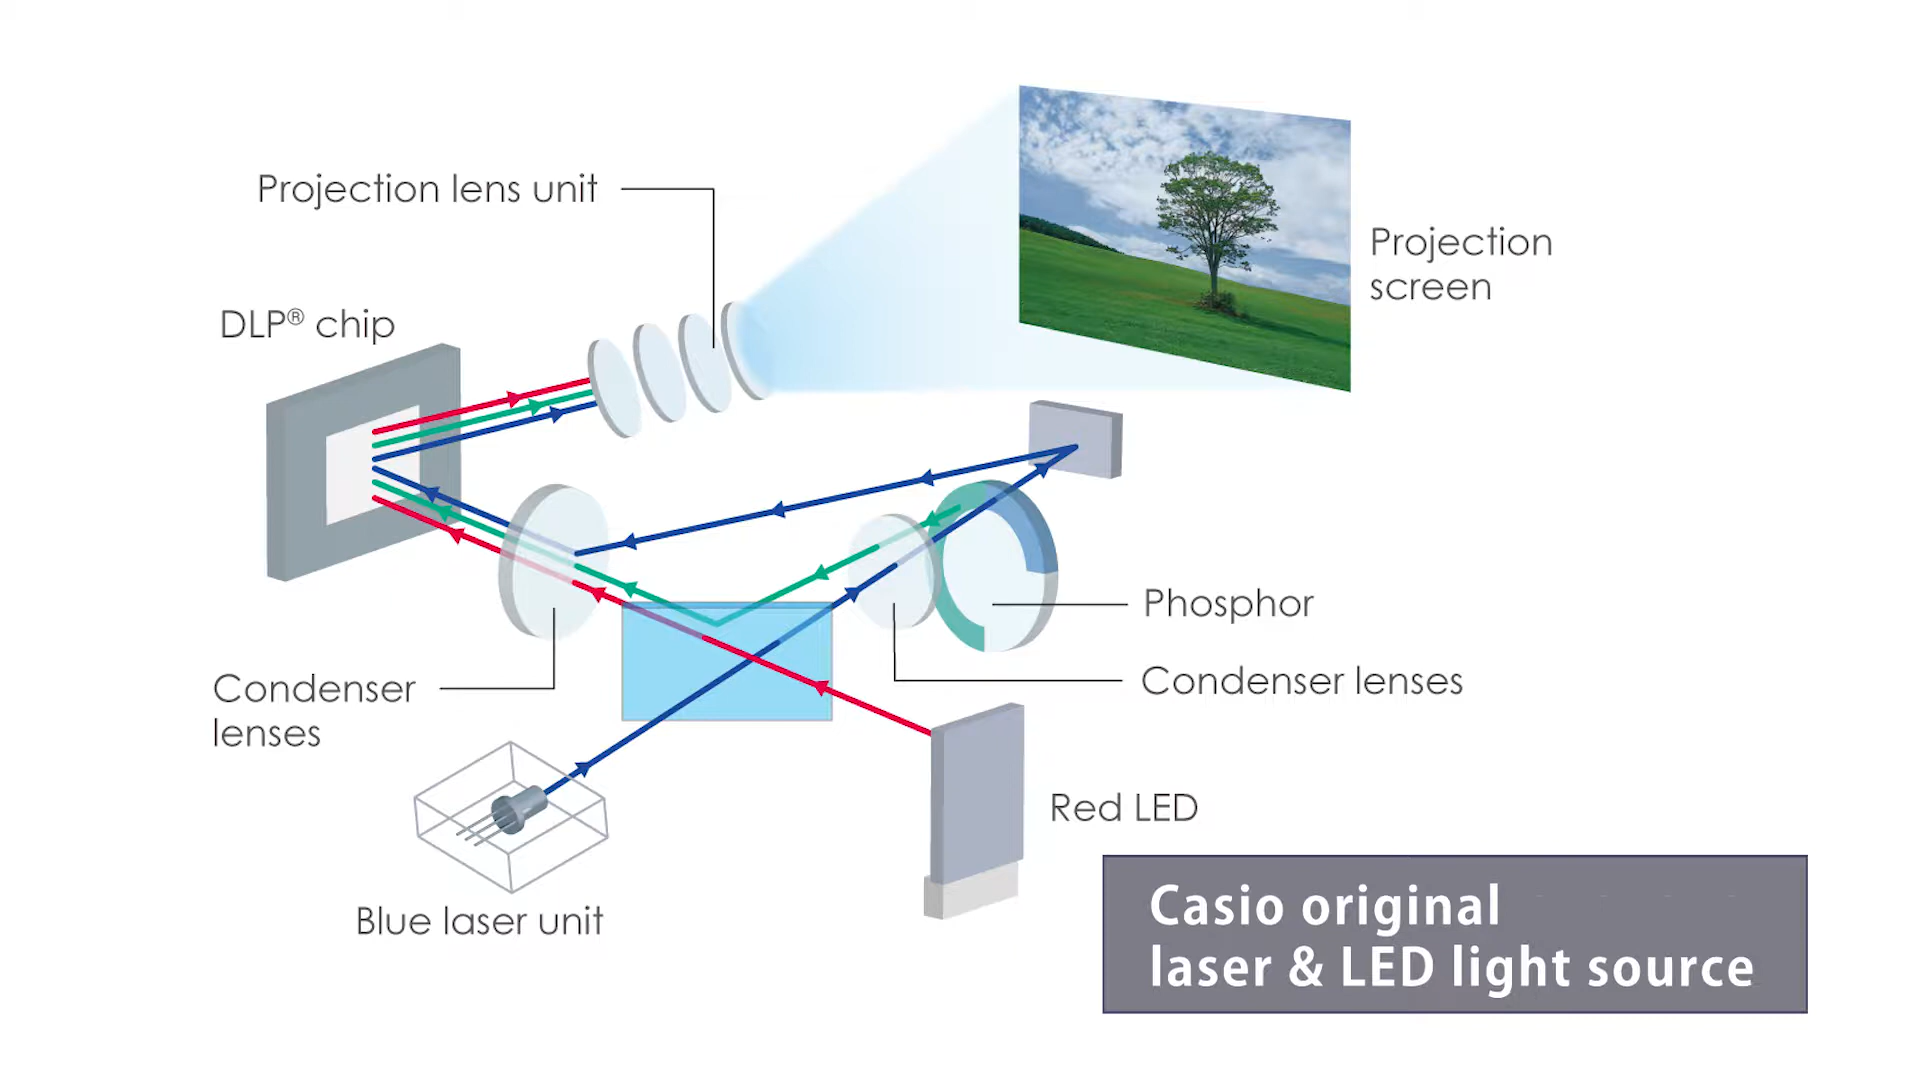 Projection lens unit
DLP® chip
Projection
screen
Phosphor
Condenser lenses
Condenser
lenses
Red LED
Blue laser unit
Casio original
laser & LED light source